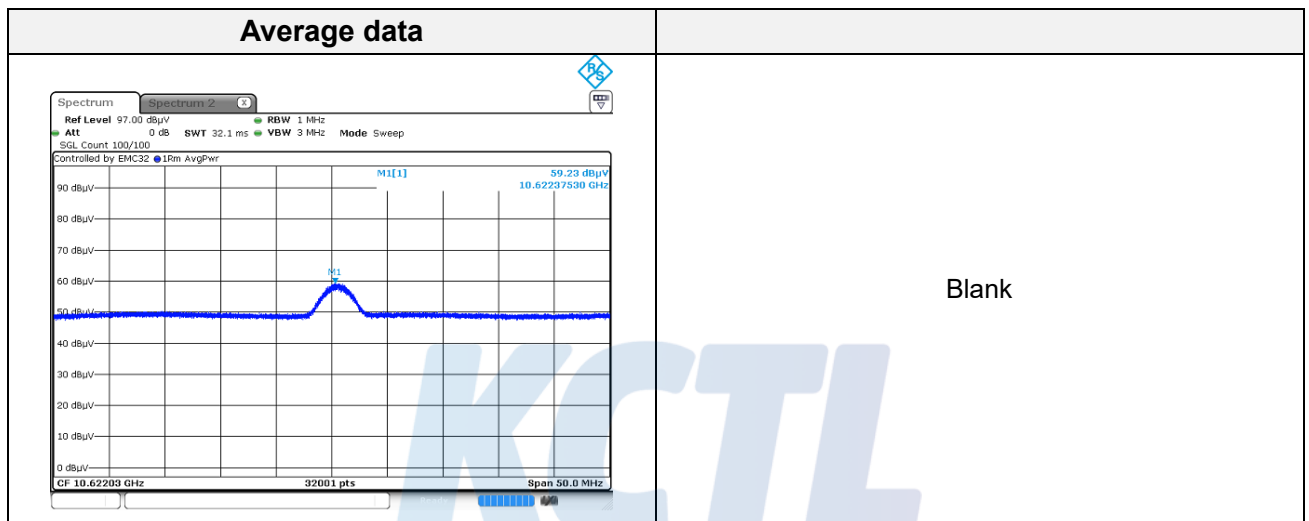 Average data
R&S
Spectrum
Spectrum 2
X
Ref Level 97.00 dBµV
RBW 1 MHz
Att 0 dB SWT 32.1 ms VBW 3 MHz Mode Sweep
SGL Count 100/100
Controlled by EMC32 1Rm AvgPwr
M1[1] 59.23 dBµV
10.62237530 GHz
90 dBµV
80 dBµV
70 dBµV
M1
60 dBµV
50 dBµV
40 dBµV
30 dBµV
20 dBµV
10 dBµV
0 dBµV
CF 10.62203 GHz 32001 pts Span 50.0 MHz
Blank
KCTL